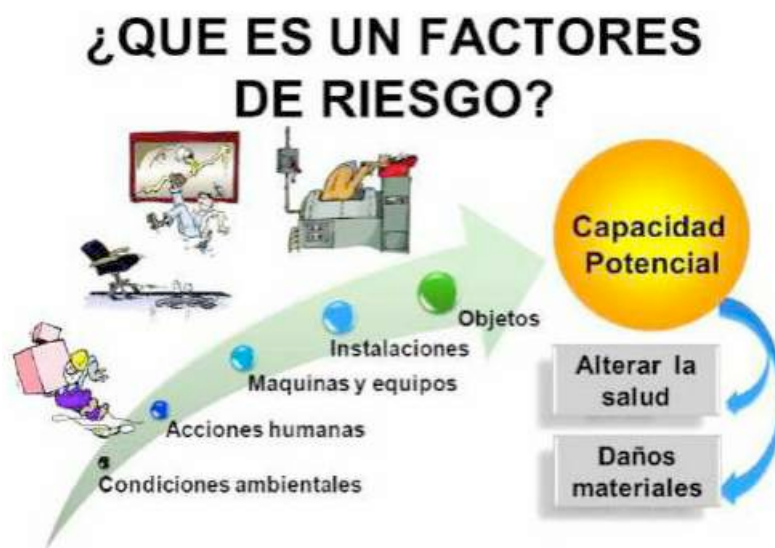 ¿QUE ES UN FACTORES
DE RIESGO?
Capacidad
Potencial
Objetos
Instalaciones
Maquinas y equipos
Acciones humanas
Condiciones ambientales
Alterar la
salud
Daños
materiales